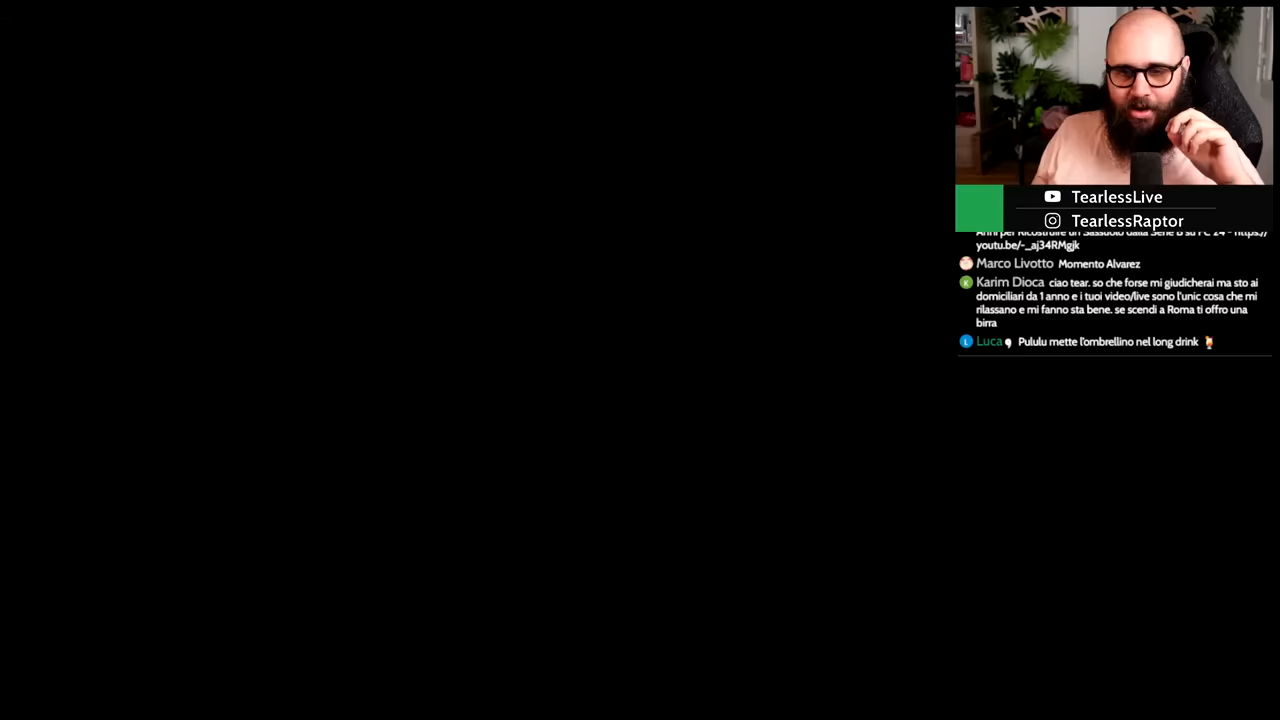 TearlessLive
TearlessRaptor
Anni per Ricostruire un Sassuolo dalla Serie B su FC 24 - https://
youtu.be/-_aj34RMgjk
Marco Livotto Momento Alvarez
K Karim Dioca ciao tear. so che forse mi giudicherai ma sto ai
domiciliari da 1 anno e i tuoi video/live sono l'unic cosa che mi
rilassano e mi fanno sta bene. se scendi a Roma ti offro una
birra
L Luca Pululu mette l'ombrellino nel long drink